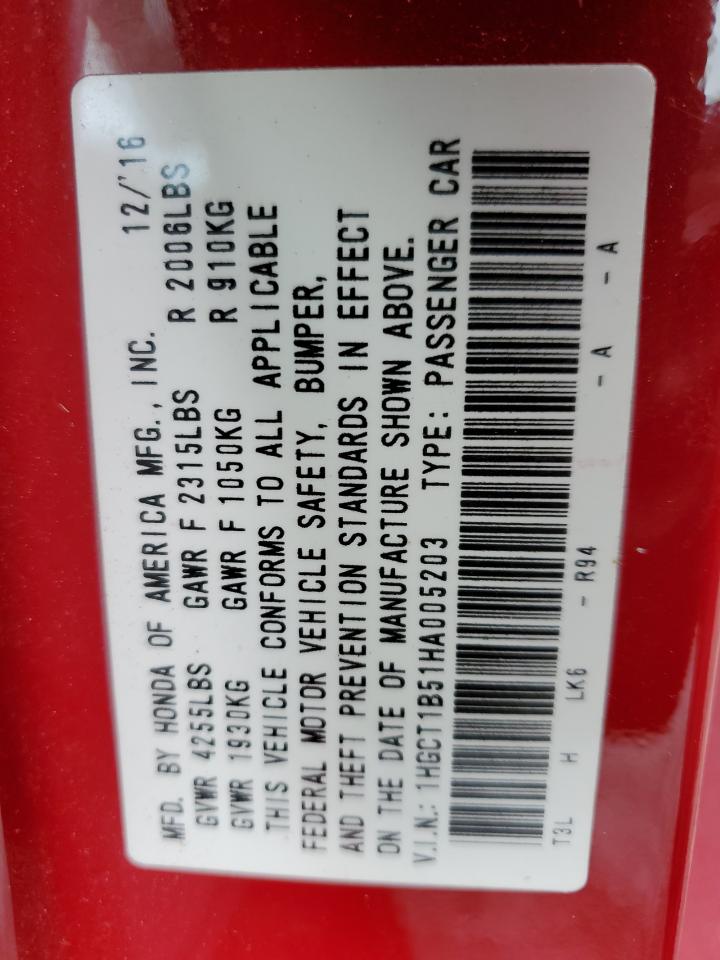 MFD. BY HONDA OF AMERICA MFG., INC. 12/'16
GVWR 4255LBS GAWR F 2315LBS R 2006LBS
GVWR 1930KG GAWR F 1050KG R 910KG
THIS VEHICLE CONFORMS TO ALL APPLICABLE
FEDERAL MOTOR VEHICLE SAFETY, BUMPER,
AND THEFT PREVENTION STANDARDS IN EFFECT
ON THE DATE OF MANUFACTURE SHOWN ABOVE.
V.I.N.: 1HGCT1B51HA005203 TYPE: PASSENGER CAR
T3L H LK6 - R94 - A - A